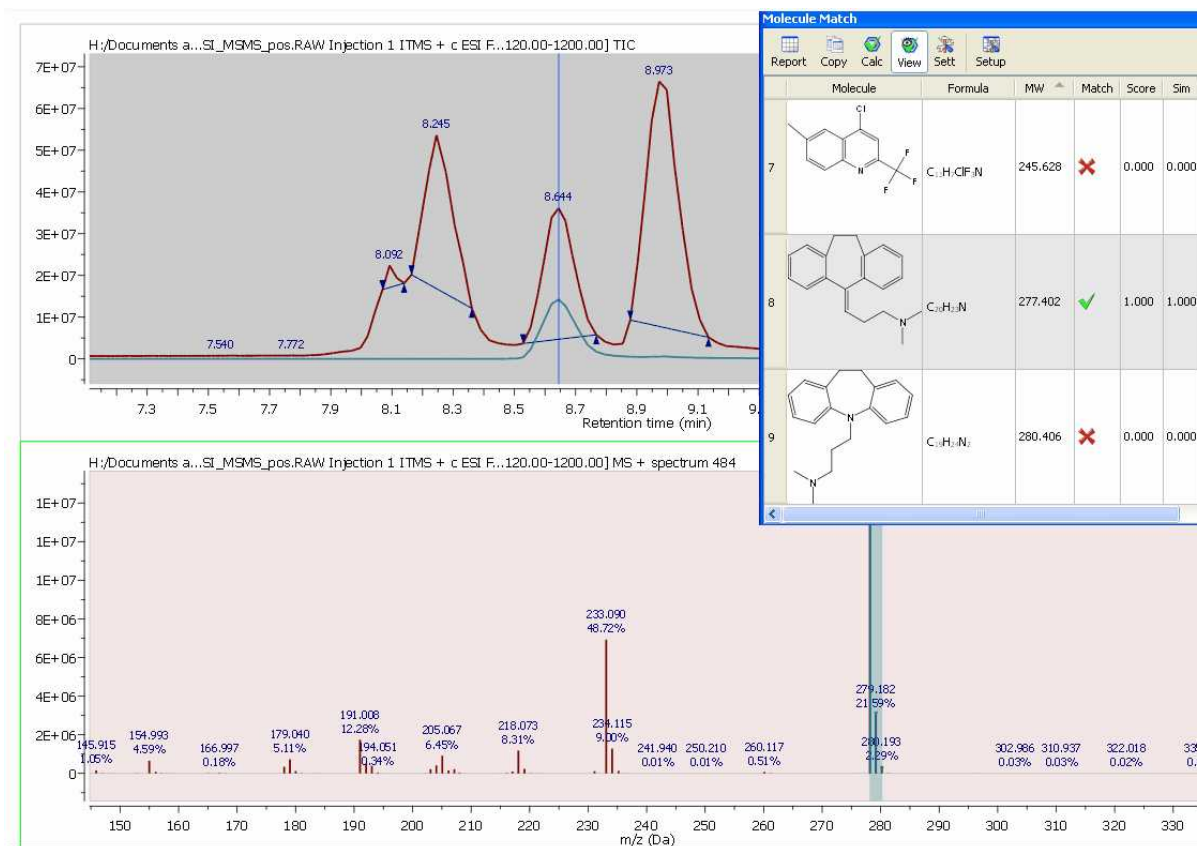 H:/Documents a...SI_MSMS_pos.RAW Injection 1 ITMS + c ESI F...120.00-1200.00] TIC
7E+07
6E+07
5E+07
4E+07
3E+07
2E+07
1E+07
0
8.973
8.245
8.644
8.092
7.540
7.772
7.3
7.5
7.7
7.9
8.1
8.3
8.5
8.7
8.9
9.1
Retention time (min)
Molecule Match
Report Copy Calc View Sett Setup
Molecule Formula MW Match Score Sim
7 Cl N F F F C₁₁H₇ClF₃N 245.628 0.000 0.000
8 N C₂₀H₂₃N 277.402 1.000 1.000
9 N N C₁₉H₂₄N₂ 280.406 0.000 0.000
H:/Documents a...SI_MSMS_pos.RAW Injection 1 ITMS + c ESI F...120.00-1200.00] MS + spectrum 484
1E+07
1E+07
1E+07
8E+06
6E+06
4E+06
2E+06
0
145.915
1.05%
154.993
4.59%
166.997
0.18%
179.040
5.11%
191.008
12.28%
194.051
0.34%
205.067
6.45%
218.073
8.31%
233.090
48.72%
234.115
9.00%
241.940
0.01%
250.210
0.01%
260.117
0.51%
279.182
21.59%
280.193
2.29%
302.986
0.03%
310.937
0.03%
322.018
0.02%
150 160 170 180 190 200 210 220 230 240 250 260 270 280 290 300 310 320 330
m/z (Da)